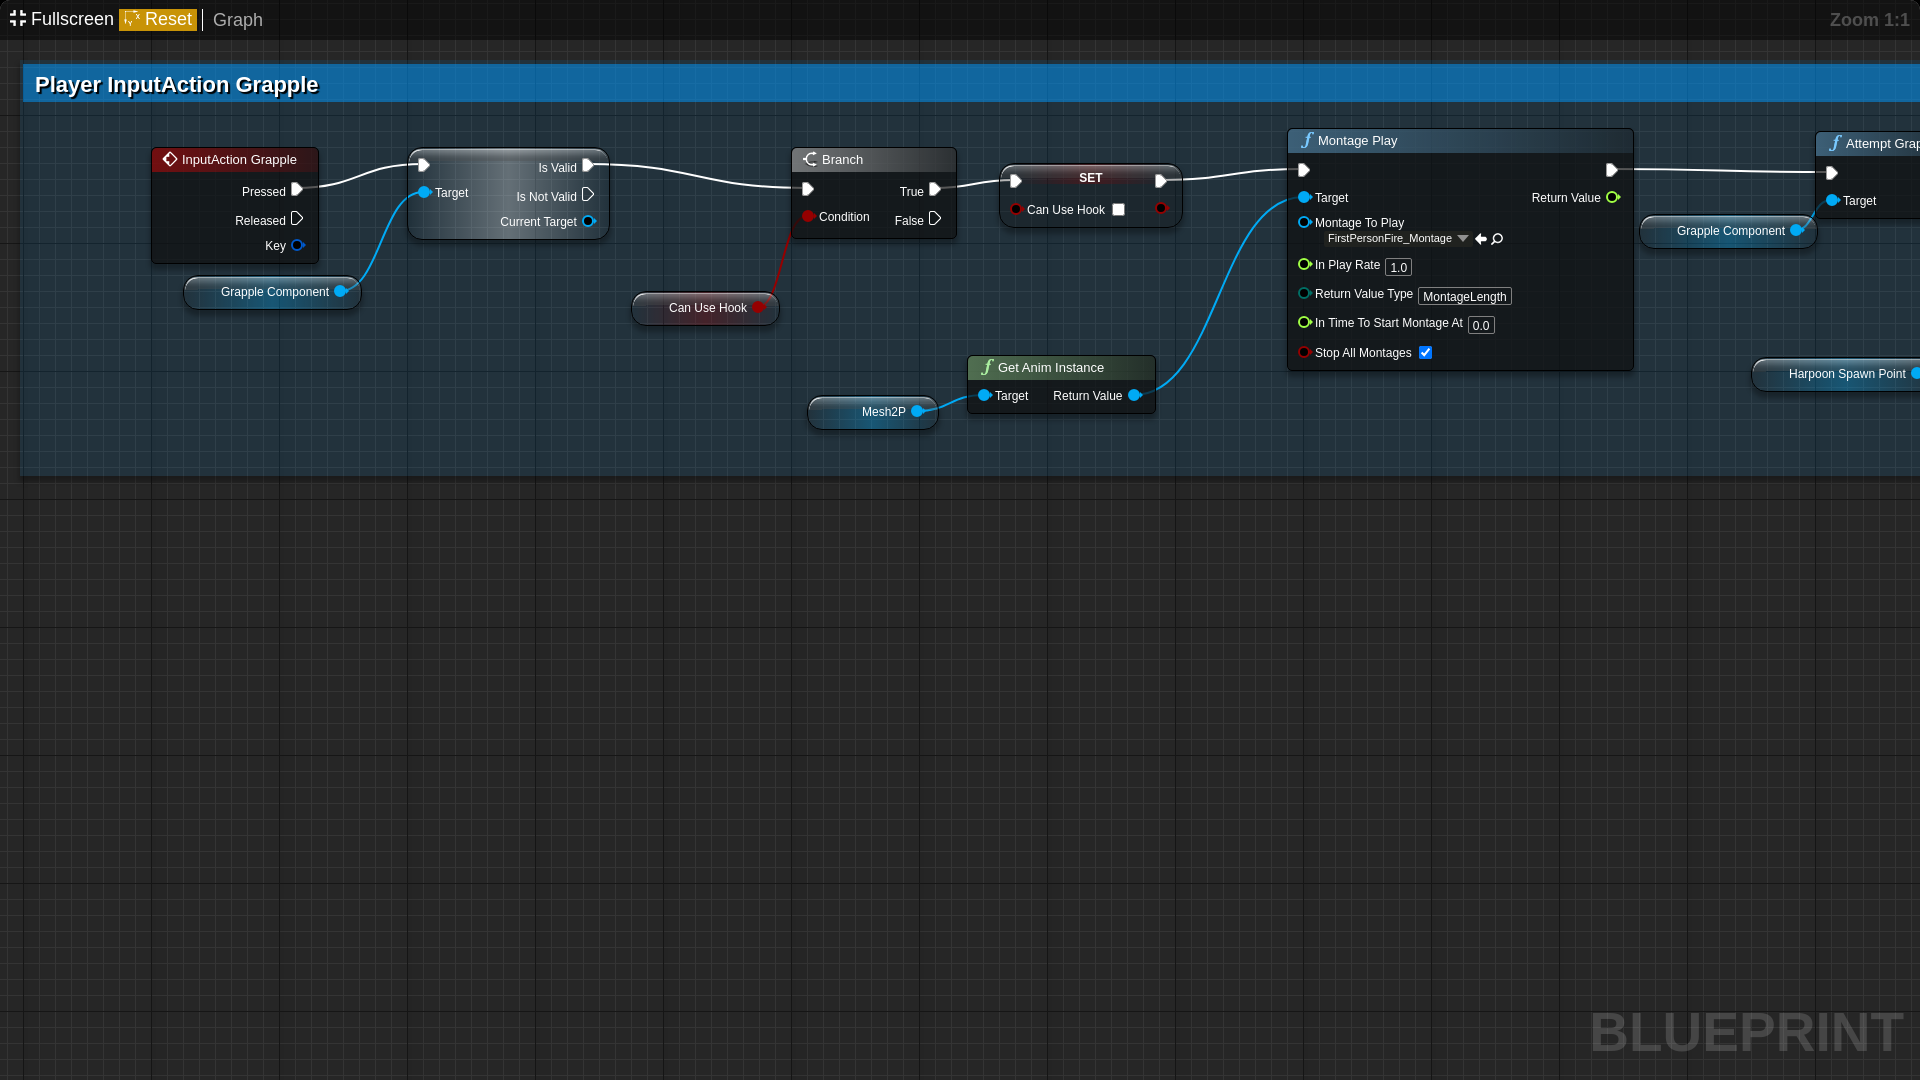 Fullscreen Reset Graph
Zoom 1:1
Player InputAction Grapple
InputAction Grapple
Pressed
Released
Key
Grapple Component
Is Valid
Target
Is Not Valid
Current Target
Branch
True
Condition
False
Can Use Hook
SET
Can Use Hook
Mesh2P
Get Anim Instance
Target Return Value
Montage Play
Target Return Value
Montage To Play
FirstPersonFire_Montage
In Play Rate 1.0
Return Value Type MontageLength
In Time To Start Montage At 0.0
Stop All Montages
Grapple Component
Attempt
Target
Harpoon Spawn Point
BLUEPRINT